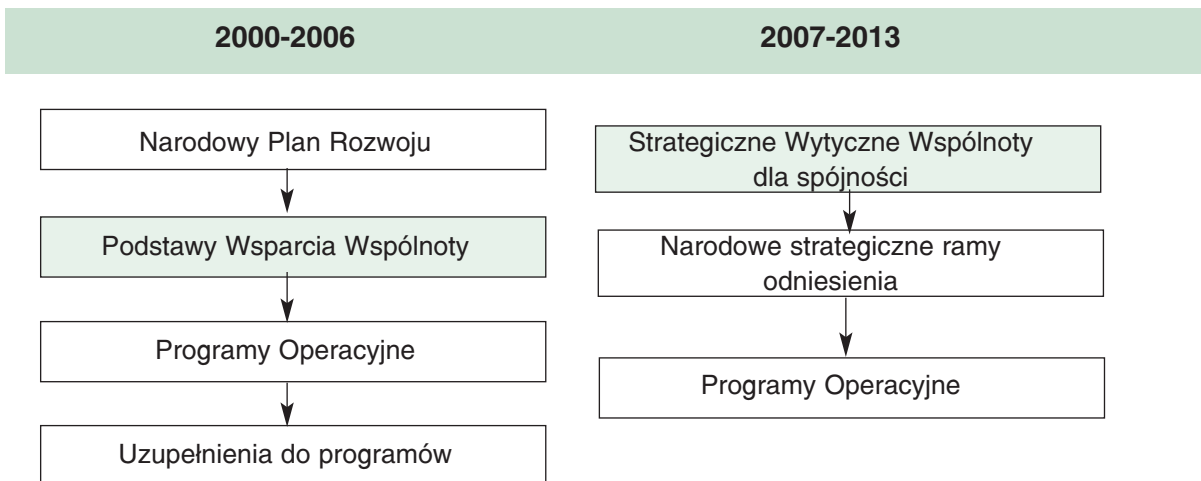 2000-2006
2007-2013
Narodowy Plan Rozwoju
Podstawy Wsparcia Wspólnoty
Programy Operacyjne
Uzupełnienia do programów
Strategiczne Wytyczne Wspólnoty
dla spójności
Narodowe strategiczne ramy
odniesienia
Programy Operacyjne